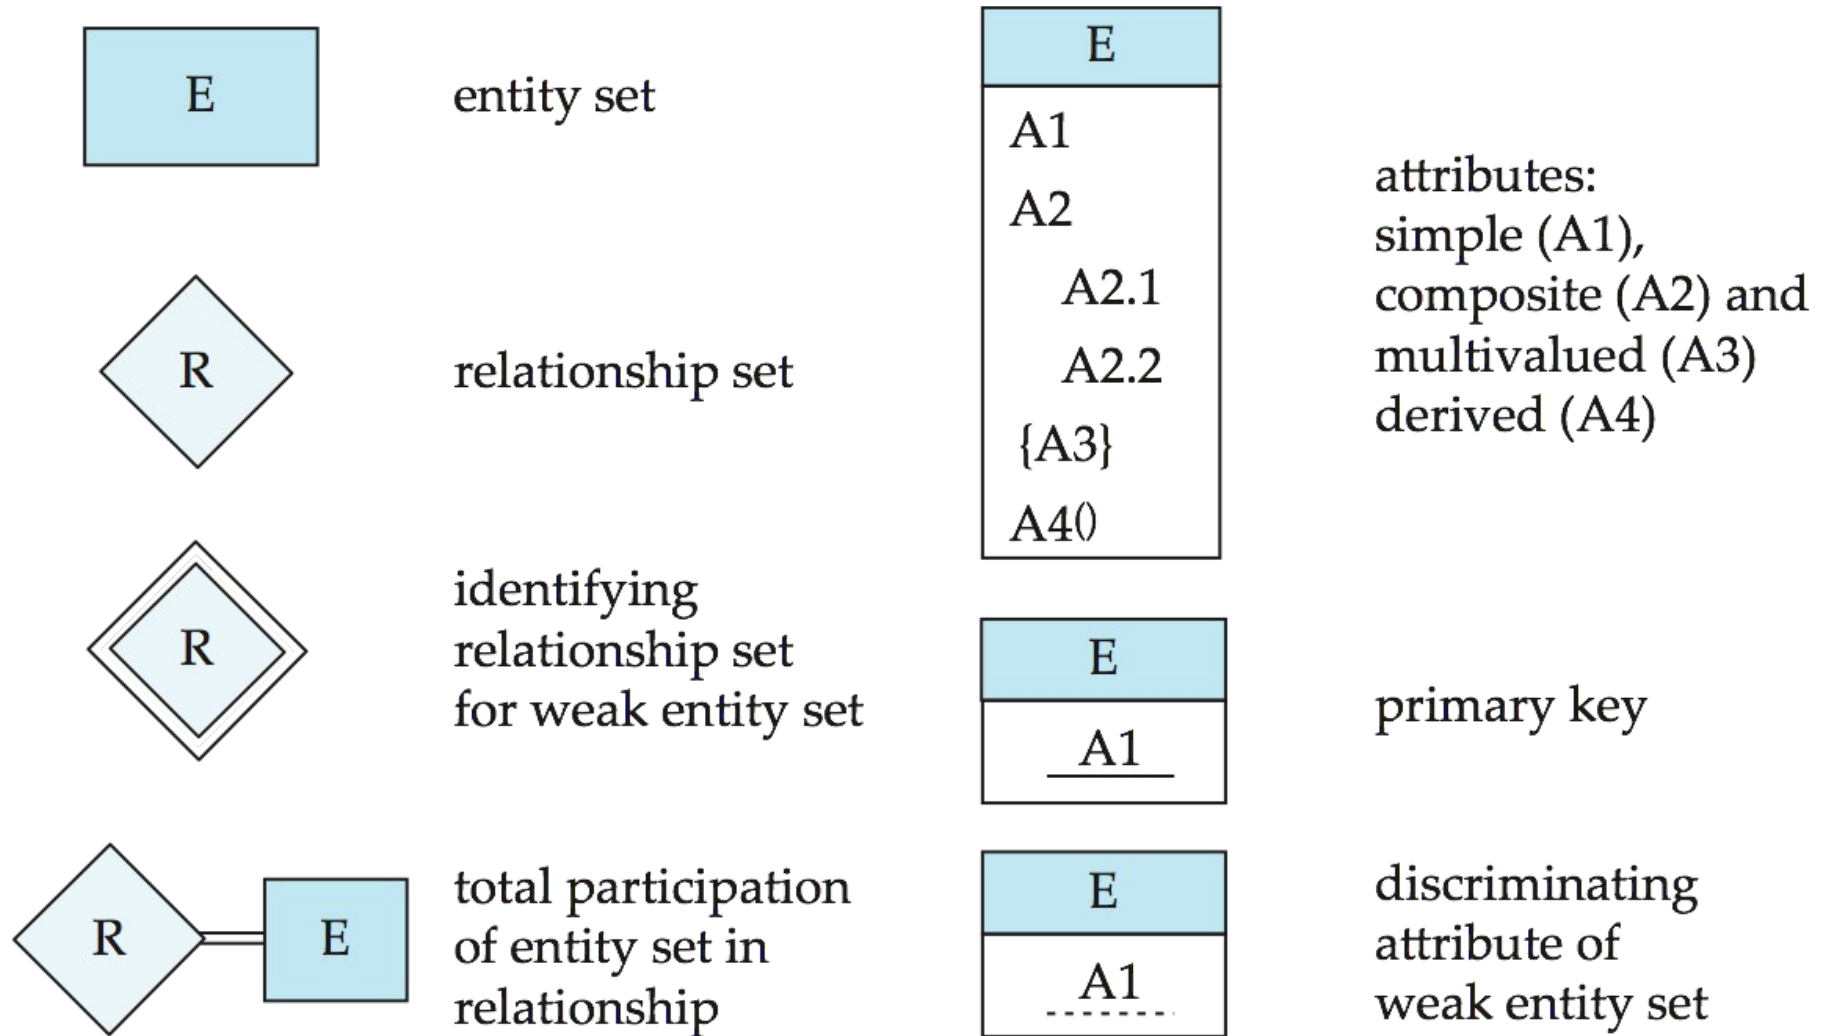 E
entity set
R
relationship set
R
identifying
relationship set
for weak entity set
R
E
total participation
of entity set in
relationship
E
A1
A2
A2.1
A2.2
{A3}
A4()
attributes:
simple (A1),
composite (A2) and
multivalued (A3)
derived (A4)
E
A1
primary key
E
A1
discriminating
attribute of
weak entity set